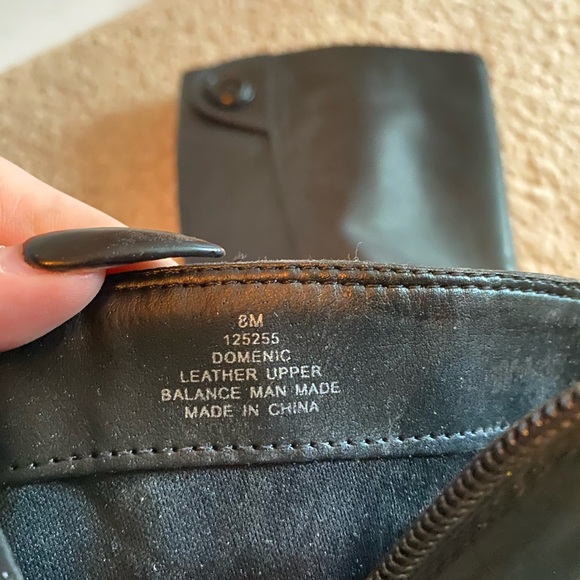 8M
125255
DOMENIC
LEATHER UPPER
BALANCE MAN MADE
MADE IN CHINA